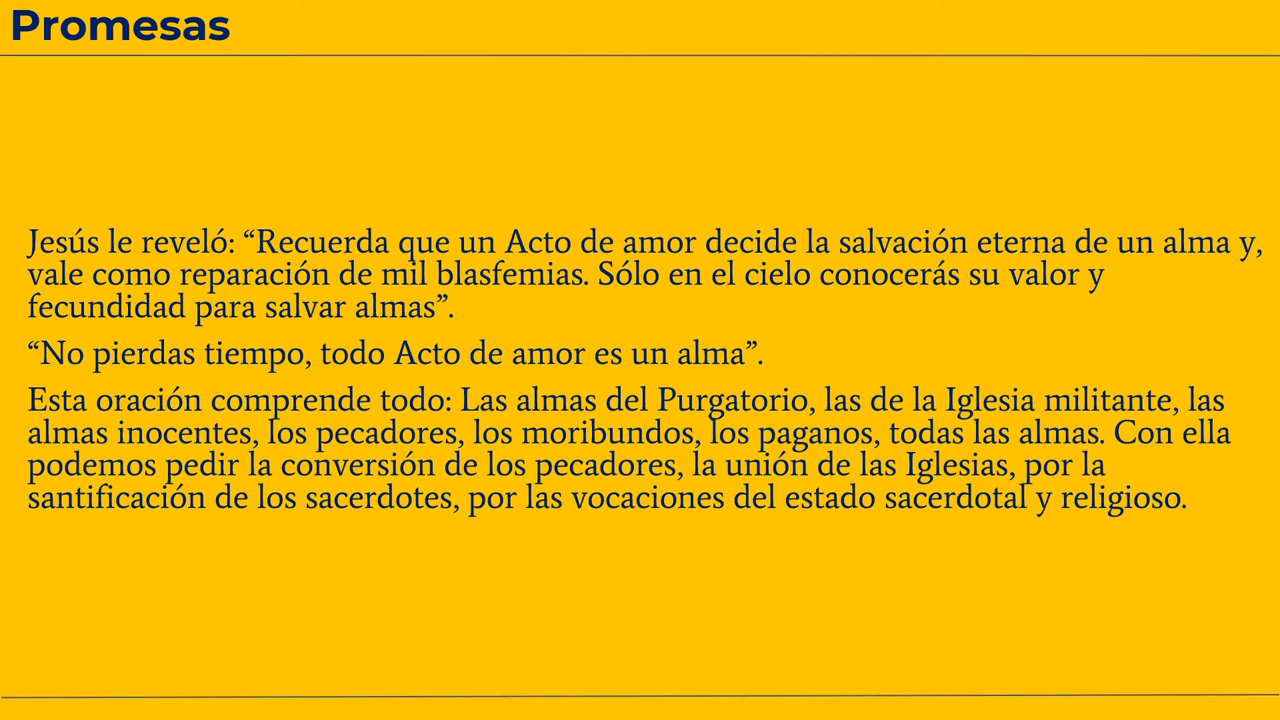 Promesas
Jesús le reveló: “Recuerda que un Acto de amor decide la salvación eterna de un alma y,
vale como reparación de mil blasfemias. Sólo en el cielo conocerás su valor y
fecundidad para salvar almas”.
“No pierdas tiempo, todo Acto de amor es un alma”.
Esta oración comprende todo: Las almas del Purgatorio, las de la Iglesia militante, las
almas inocentes, los pecadores, los moribundos, los paganos, todas las almas. Con ella
podemos pedir la conversión de los pecadores, la unión de las Iglesias, por la
santificación de los sacerdotes, por las vocaciones del estado sacerdotal y religioso.